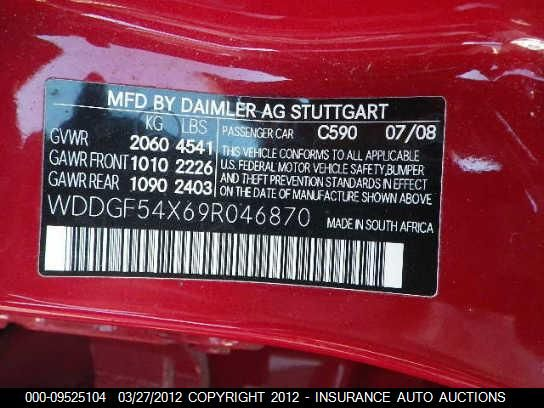 MFD BY DAIMLER AG STUTTGART
KG LBS
PASSENGER CAR C590 07/08
GVWR 2060 4541
GAWR FRONT 1010 2226
GAWR REAR 1090 2403
THIS VEHICLE CONFORMS TO ALL APPLICABLE
U.S. FEDERAL MOTOR VEHICLE SAFETY,BUMPER
AND THEFT PREVENTION STANDARDS IN EFFECT
ON THE DATE OF MANUFACTURE SHOWN ABOVE.
WDDGF54X69R046870 MADE IN SOUTH AFRICA
000-09525104 03/27/2012 COPYRIGHT 2012 - INSURANCE AUTO AUCTIONS